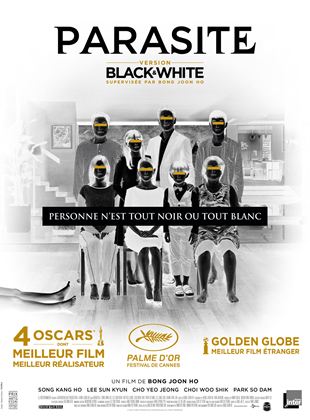 PARASITE
VERSION
BLACK & WHITE
SUPERVISÉE PAR BONG JOON HO
PERSONNE N'EST TOUT NOIR OU TOUT BLANC
4 OSCARS
DONT
MEILLEUR FILM
MEILLEUR RÉALISATEUR
PALME D'OR
FESTIVAL DE CANNES
GOLDEN GLOBE
MEILLEUR FILM ÉTRANGER
UN FILM DE BONG JOON HO
SONG KANG HO LEE SUN KYUN CHO YEO JEONG CHOI WOO SHIK PARK SO DAM
inter